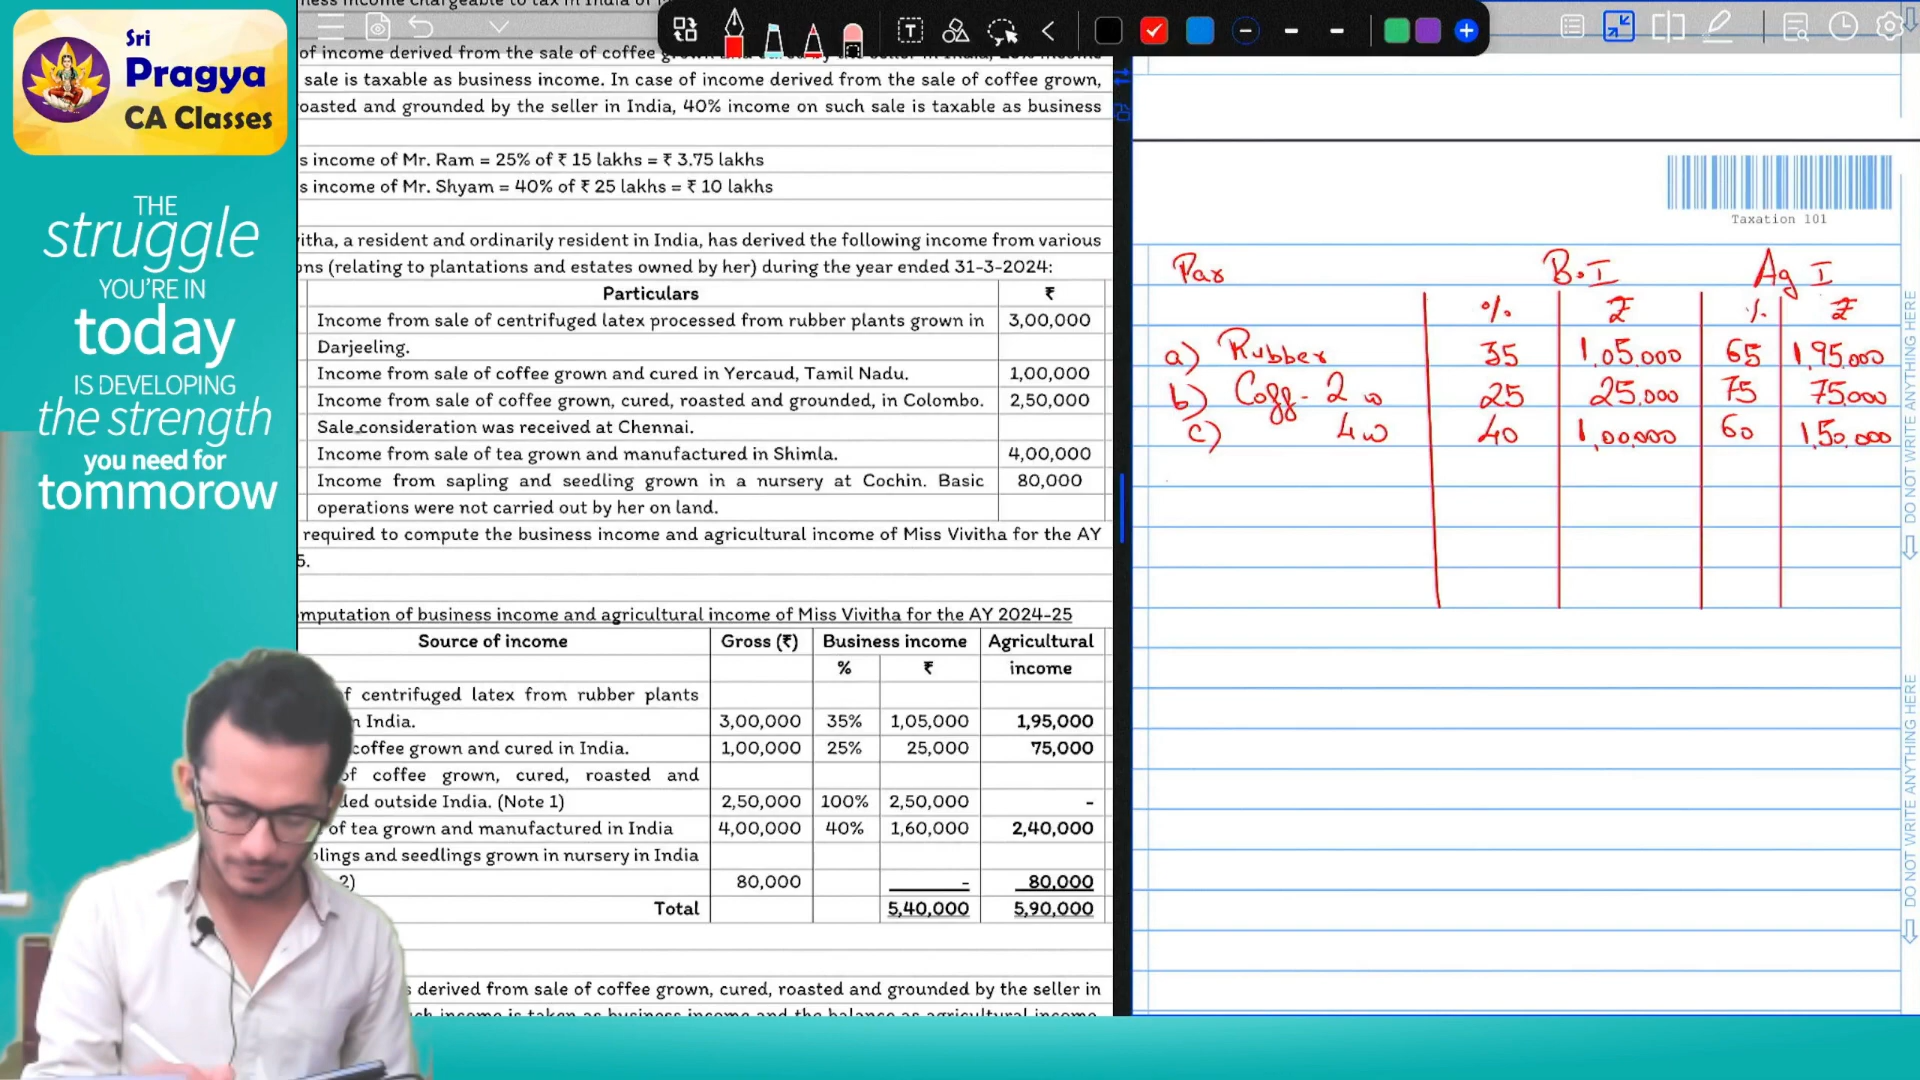 Sri
Pragya
CA Classes
THE
struggle
YOU'RE IN
today
IS DEVELOPING
the strength
you need for
tommorow
of income derived from the sale of coffee
sale is taxable as business income. In case of income derived from the sale of coffee grown,
roasted and grounded by the seller in India, 40% income on such sale is taxable as business
s income of Mr. Ram = 25% of ₹ 15 lakhs = ₹ 3.75 lakhs
s income of Mr. Shyam = 40% of ₹ 25 lakhs = ₹ 10 lakhs
itha, a resident and ordinarily resident in India, has derived the following income from various
ons (relating to plantations and estates owned by her) during the year ended 31-3-2024:
Particulars ₹
Income from sale of centrifuged latex processed from rubber plants grown in 3,00,000
Darjeeling.
Income from sale of coffee grown and cured in Yercaud, Tamil Nadu. 1,00,000
Income from sale of coffee grown, cured, roasted and grounded, in Colombo. 2,50,000
Sale consideration was received at Chennai.
Income from sale of tea grown and manufactured in Shimla. 4,00,000
Income from sapling and seedling grown in a nursery at Cochin. Basic 80,000
operations were not carried out by her on land.
required to compute the business income and agricultural income of Miss Vivitha for the AY
5.
mputation of business income and agricultural income of Miss Vivitha for the AY 2024-25
Source of income Gross (₹) Business income Agricultural
% ₹ income
f centrifuged latex from rubber plants
n India. 3,00,000 35% 1,05,000 1,95,000
coffee grown and cured in India. 1,00,000 25% 25,000 75,000
of coffee grown, cured, roasted and
ded outside India. (Note 1) 2,50,000 100% 2,50,000 -
of tea grown and manufactured in India 4,00,000 40% 1,60,000 2,40,000
plings and seedlings grown in nursery in India
2) 80,000 - 80,000
Total 5,40,000 5,90,000
s derived from sale of coffee grown, cured, roasted and grounded by the seller in
ch income is taken as business income and the balance as agricultural income.
Taxation 101
Par B.I Ag I
% ₹ % ₹
a) Rubber 35 1,05,000 65 1,95,000
b) Coff - 2 w 25 25,000 75 75,000
c) 4 w 40 1,00,000 60 1,50,000
DO NOT WRITE ANYTHING HERE
DO NOT WRITE ANYTHING HERE